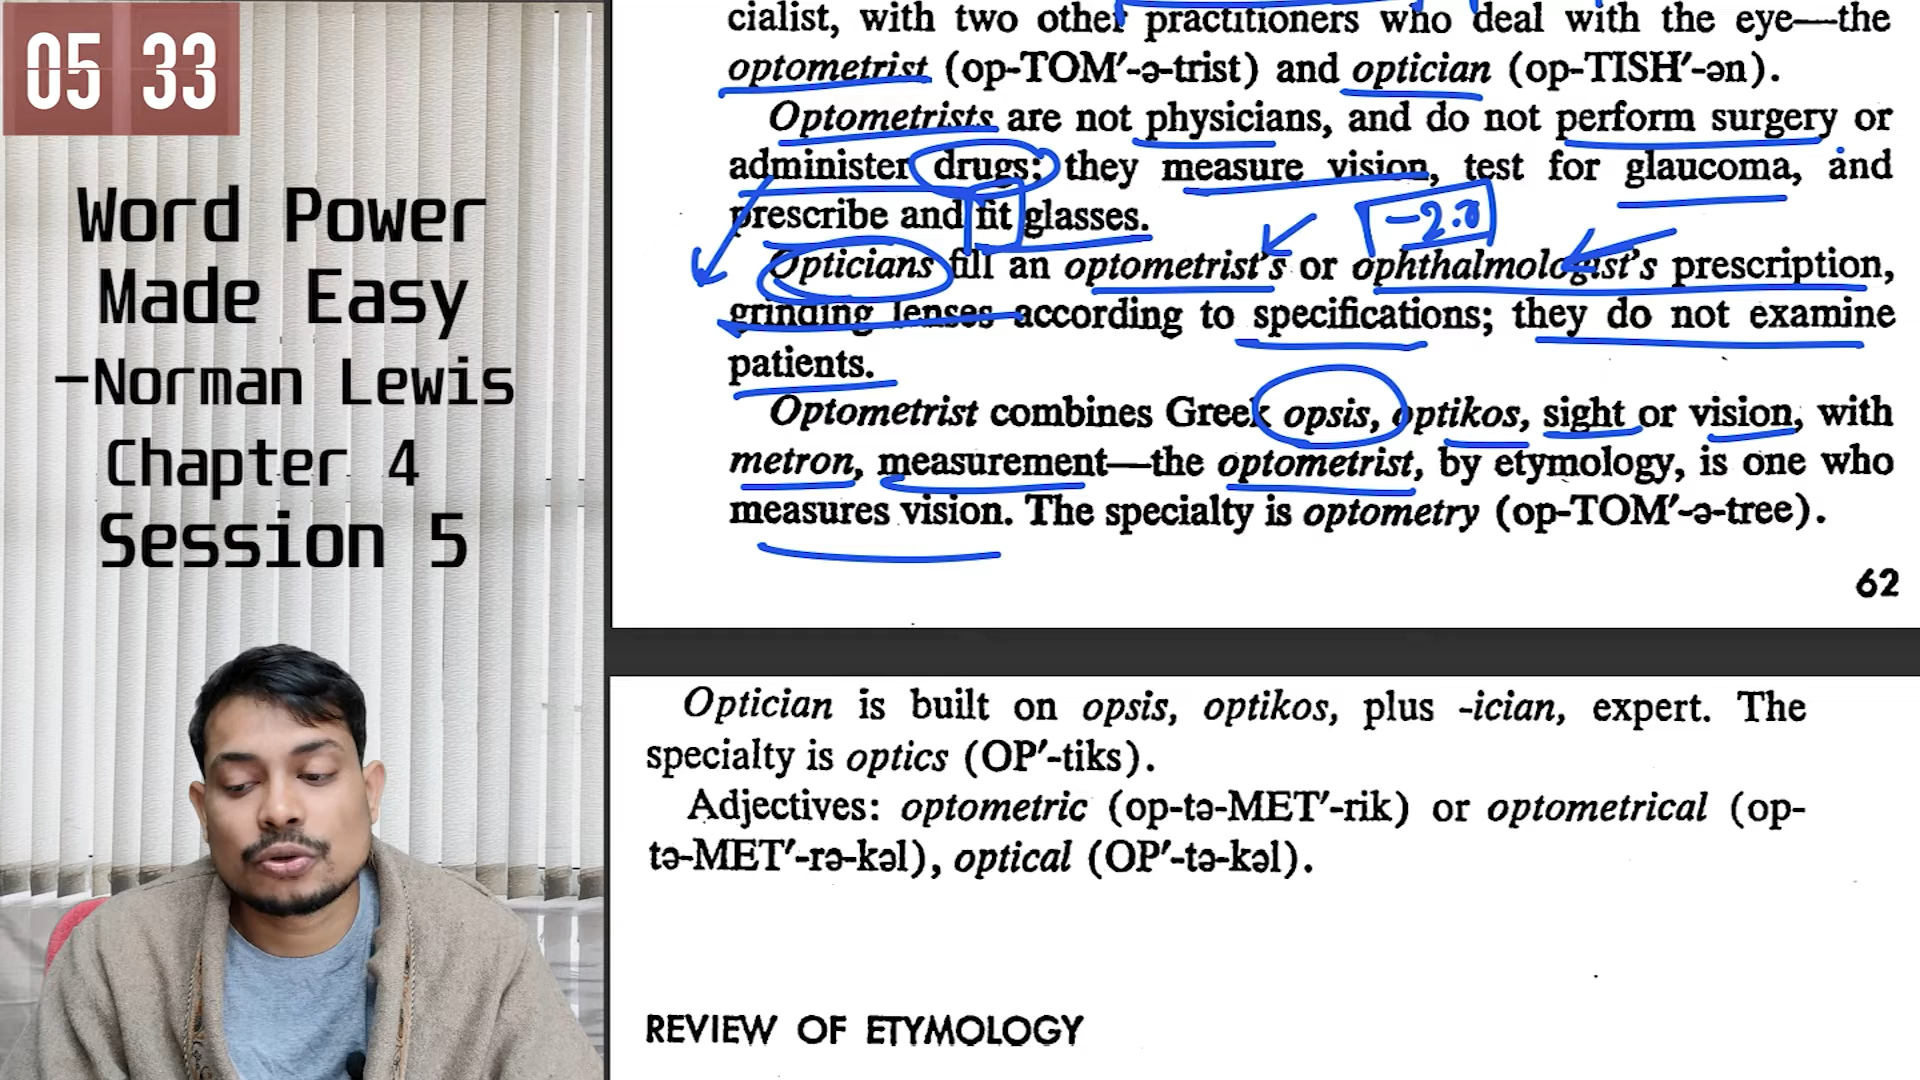 05 33
Word Power
Made Easy
-Norman Lewis
Chapter 4
Session 5
cialist, with two other practitioners who deal with the eye—the
optometrist (op-TOM′-ə-trist) and optician (op-TISH′-ən).
Optometrists are not physicians, and do not perform surgery or
administer drugs; they measure vision, test for glaucoma, and
prescribe and fit glasses.
-2.0
Opticians fill an optometrist's or ophthalmologist's prescription,
grinding lenses according to specifications; they do not examine
patients.
Optometrist combines Greek opsis, optikos, sight or vision, with
metron, measurement—the optometrist, by etymology, is one who
measures vision. The specialty is optometry (op-TOM′-ə-tree).
62
Optician is built on opsis, optikos, plus -ician, expert. The
specialty is optics (OP′-tiks).
Adjectives: optometric (op-tə-MET′-rik) or optometrical (op-
tə-MET′-rə-kəl), optical (OP′-tə-kəl).
REVIEW OF ETYMOLOGY